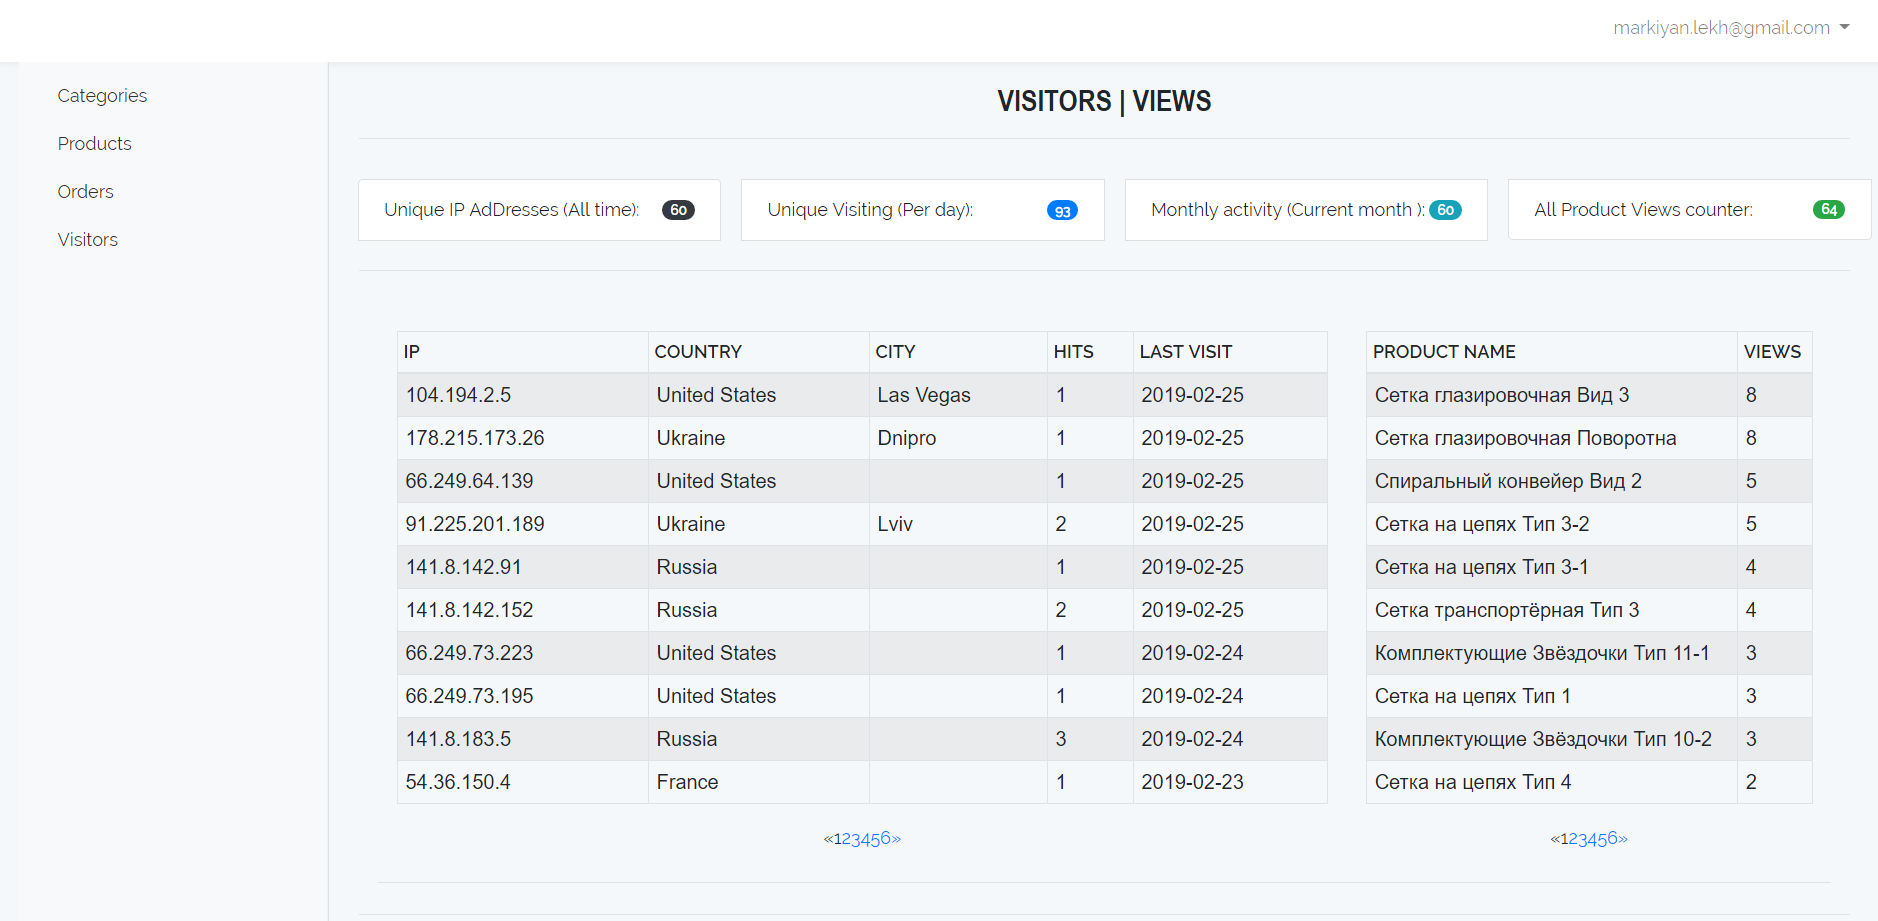 markiyan.lekh@gmail.com
Categories
Products
Orders
Visitors
VISITORS | VIEWS
Unique IP AdDresses (All time): 60
Unique Visiting (Per day): 93
Monthly activity (Current month ): 60
All Product Views counter: 64
IP COUNTRY CITY HITS LAST VISIT
104.194.2.5 United States Las Vegas 1 2019-02-25
178.215.173.26 Ukraine Dnipro 1 2019-02-25
66.249.64.139 United States 1 2019-02-25
91.225.201.189 Ukraine Lviv 2 2019-02-25
141.8.142.91 Russia 1 2019-02-25
141.8.142.152 Russia 2 2019-02-25
66.249.73.223 United States 1 2019-02-24
66.249.73.195 United States 1 2019-02-24
141.8.183.5 Russia 3 2019-02-24
54.36.150.4 France 1 2019-02-23
«123456»
PRODUCT NAME VIEWS
Сетка глазировочная Вид 3 8
Сетка глазировочная Поворотна 8
Спиральный конвейер Вид 2 5
Сетка на цепях Тип 3-2 5
Сетка на цепях Тип 3-1 4
Сетка транспортёрная Тип 3 4
Комплектующие Звёздочки Тип 11-1 3
Сетка на цепях Тип 1 3
Комплектующие Звёздочки Тип 10-2 3
Сетка на цепях Тип 4 2
«123456»